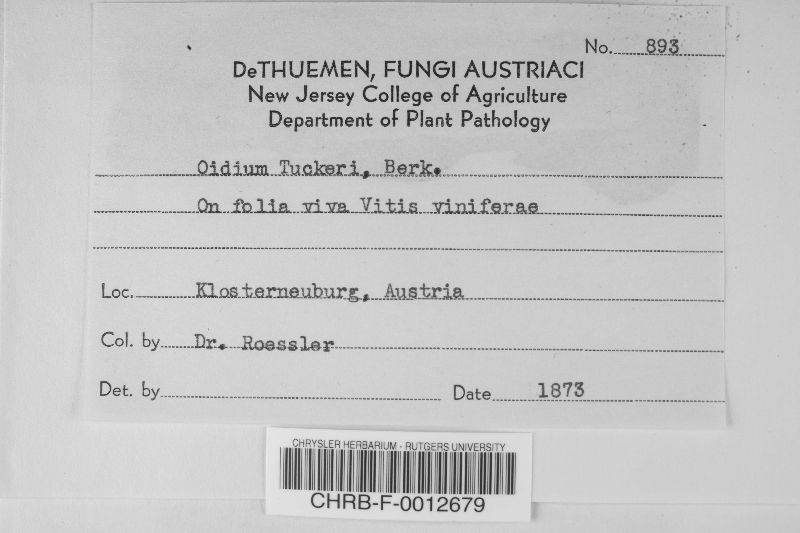 No. 893
DeTHUEMEN, FUNGI AUSTRIACI
New Jersey College of Agriculture
Department of Plant Pathology
Oidium Tuckeri, Berk.
On folia viva Vitis viniferae
Loc. Klosterneuburg, Austria
Col. by Dr. Roessler
Det. by Date 1873
CHRYSLER HERBARIUM - RUTGERS UNIVERSITY
CHRB-F-0012679